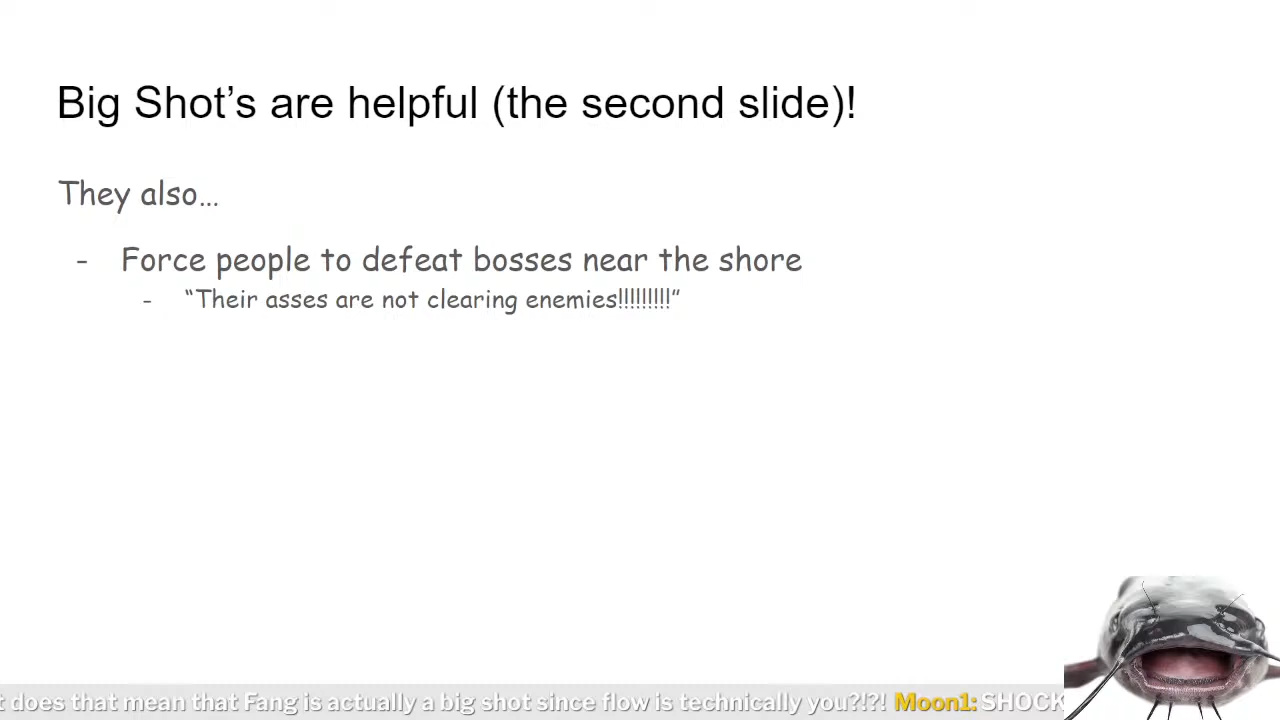 Big Shot’s are helpful (the second slide)!
They also…
- Force people to defeat bosses near the shore
- “Their asses are not clearing enemies!!!!!!!!!”
does that mean that Fang is actually a big shot since flow is technically you?!?! Moon1: SHOCK